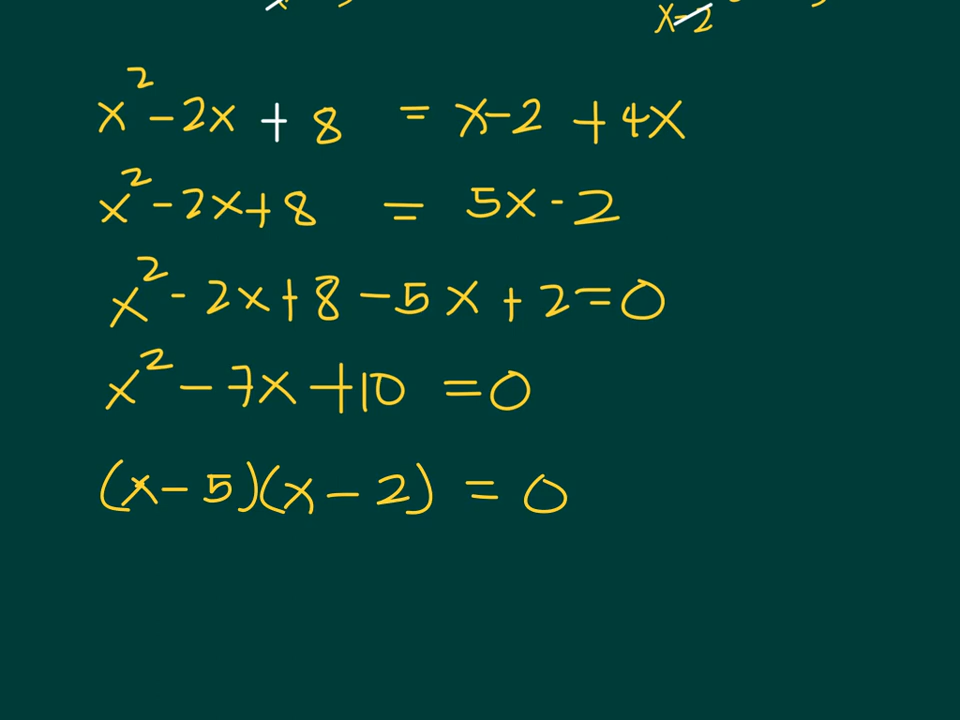 x-2
x² - 2x + 8 = x-2 + 4x
x² - 2x + 8 = 5x - 2
x² - 2x + 8 - 5x + 2 = 0
x² - 7x + 10 = 0
(x - 5)(x - 2) = 0